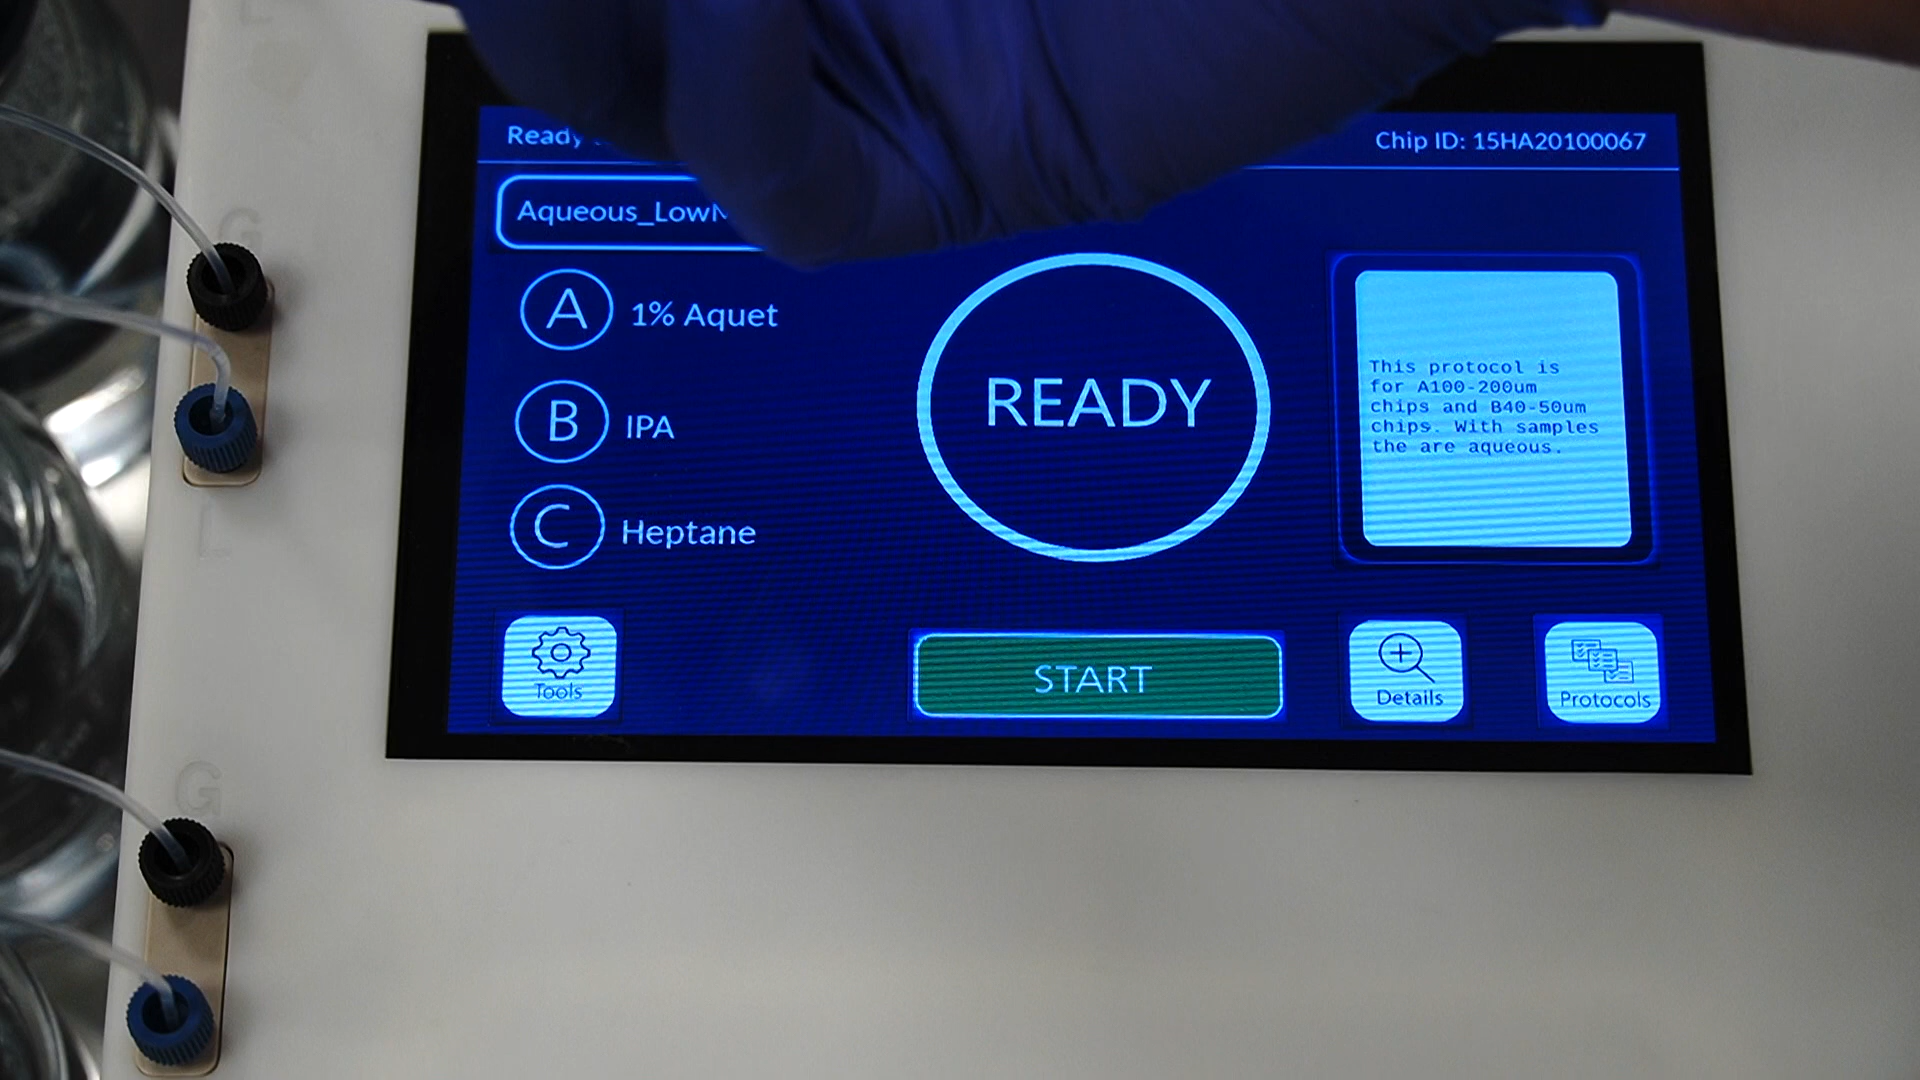 Chip ID: 15HA20100067
A 1% Aquet
B IPA
C Heptane
READY
This protocol is
for A100-200um
chips and B40-50um
chips. With samples
the are aqueous.
Tools
START
Details
Protocols
G
L
G